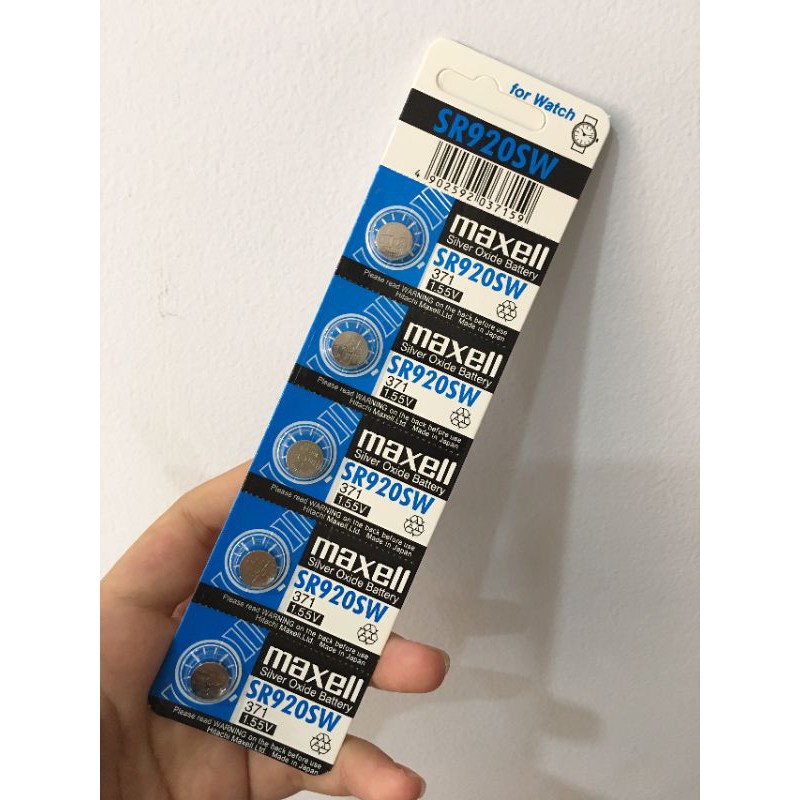 for Watch
SR920SW
4 902592 037159
maxell
Silver Oxide Battery
SR920SW
371
1.55V
Please read WARNING on the back before use
Hitachi Maxell,Ltd. Made in Japan
maxell
Silver Oxide Battery
SR920SW
371
1.55V
Please read WARNING on the back before use
Hitachi Maxell,Ltd. Made in Japan
maxell
Silver Oxide Battery
SR920SW
371
1.55V
Please read WARNING on the back before use
Hitachi Maxell,Ltd. Made in Japan
maxell
Silver Oxide Battery
SR920SW
371
1.55V
Please read WARNING on the back before use
Hitachi Maxell,Ltd. Made in Japan
maxell
Silver Oxide Battery
SR920SW
371
1.55V
Please read WARNING on the back before use
Hitachi Maxell,Ltd. Made in Japan